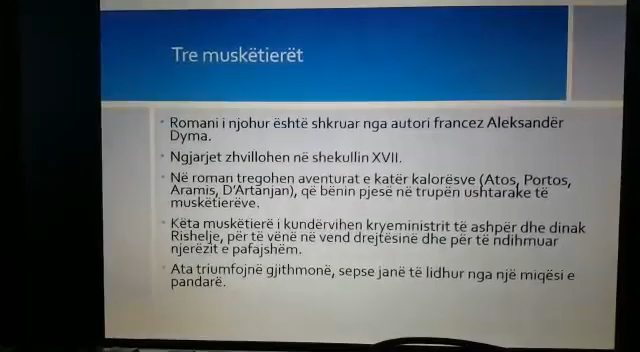 Tre muskëtierët
Romani i njohur është shkruar nga autori francez Aleksandër
Dyma.
Ngjarjet zhvillohen në shekullin XVII.
Në roman tregohen aventurat e katër kalorësve (Atos, Portos,
Aramis, D'Artanjan), që bënin pjesë në trupën ushtarake të
muskëtierëve.
Këta muskëtierë i kundërvihen kryeministrit të ashpër dhe dinak
Rishelje, për të vënë në vend drejtësinë dhe për të ndihmuar
njerëzit e pafajshëm.
Ata triumfojnë gjithmonë, sepse janë të lidhur nga një miqësi e
pandarë.